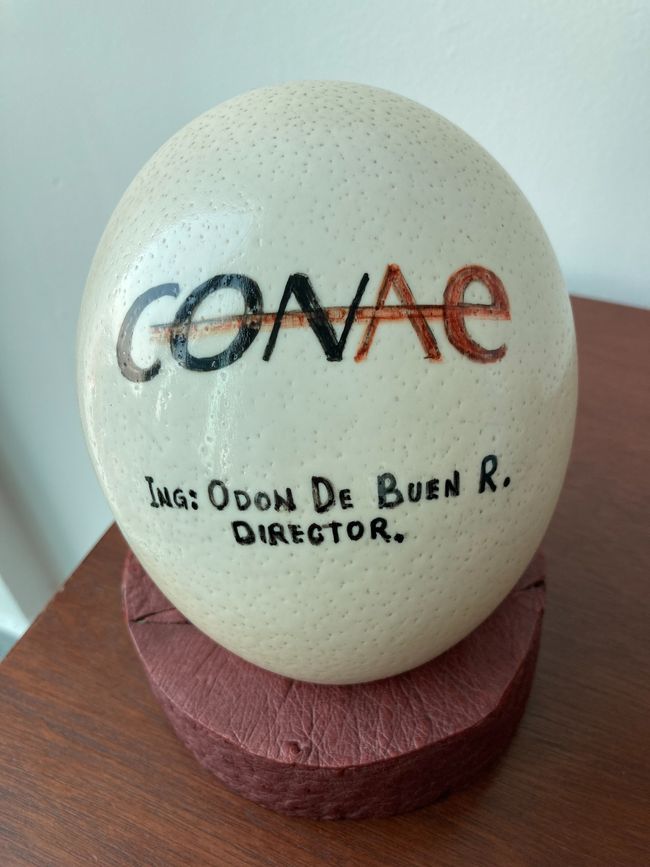 CONAe
ING: ODON DE BUEN R.
DIRECTOR.